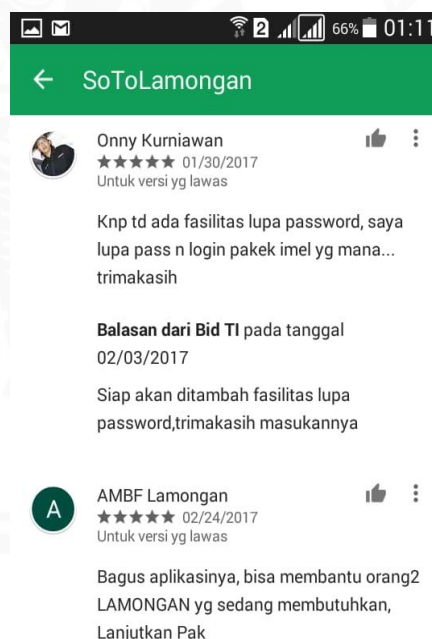 2 66% 01:11
SoToLamongan
Onny Kurniawan
★★★★★ 01/30/2017
Untuk versi yg lawas
Knp td ada fasilitas lupa password, saya
lupa pass n login pakek imel yg mana...
trimakasih
Balasan dari Bid TI pada tanggal
02/03/2017
Siap akan ditambah fasilitas lupa
password,trimakasih masukannya
A
AMBF Lamongan
★★★★★ 02/24/2017
Untuk versi yg lawas
Bagus aplikasinya, bisa membantu orang2
LAMONGAN yg sedang membutuhkan,
Lanjutkan Pak